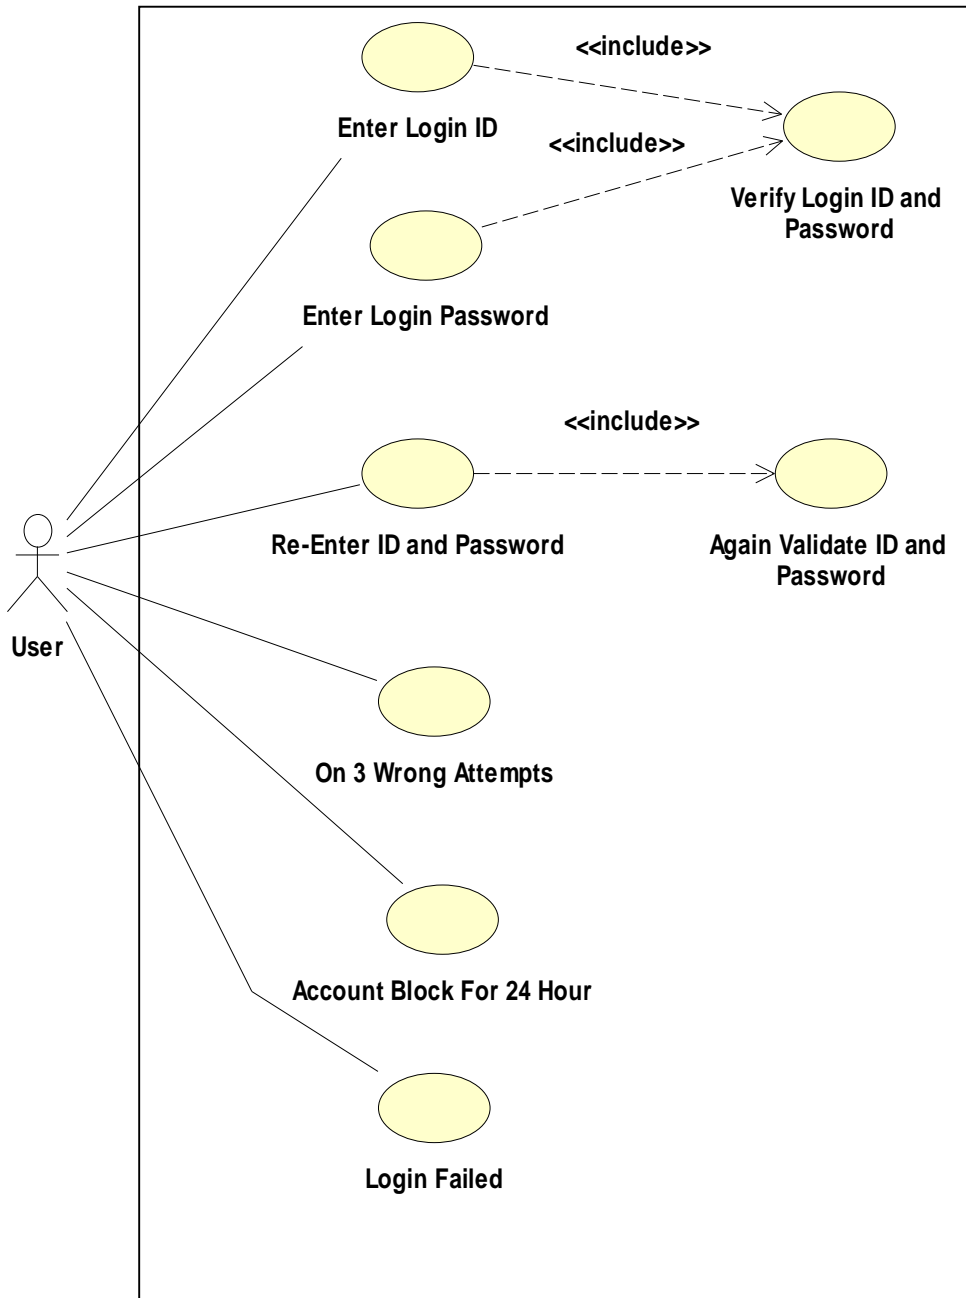 <<include>>
Enter Login ID
<<include>>
Verify Login ID and
Password
Enter Login Password
<<include>>
Re-Enter ID and Password
Again Validate ID and
Password
User
On 3 Wrong Attempts
Account Block For 24 Hour
Login Failed